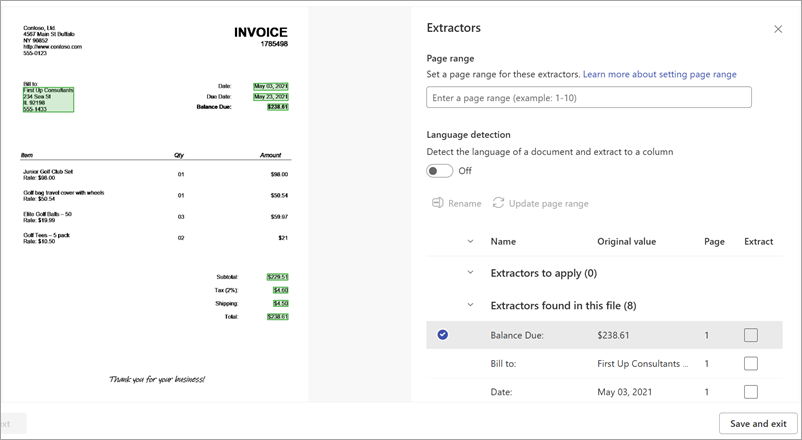 Contoso, Ltd.
4567 Main St Buffalo
NY 90852
http://www.contoso.com
555-0123
INVOICE
1785498
Bill to:
First Up Consultants
234 Sea St
IL 92198
555-1433
Date: May 03, 2021
Due Date: May 23, 2021
Balance Due: $238.61
Item Qty Amount
Junior Golf Club Set 01 $98.00
Rate: $98.00
Golf bag travel cover with wheels 01 $50.54
Rate: $50.54
Elite Golf Balls – 50 03 $59.97
Rate: $19.99
Golf Tees – 5 pack 02 $21
Rate: $10.50
Subtotal: $229.51
Tax (2%): $4.60
Shipping: $4.50
Total: $238.61
Thank you for your business!
Extractors
Page range
Set a page range for these extractors. Learn more about setting page range
Enter a page range (example: 1-10)
Language detection
Detect the language of a document and extract to a column
Off
Rename Update page range
Name Original value Page Extract
Extractors to apply (0)
Extractors found in this file (8)
Balance Due: $238.61 1
Bill to: First Up Consultants ... 1
Date: May 03, 2021 1
Save and exit